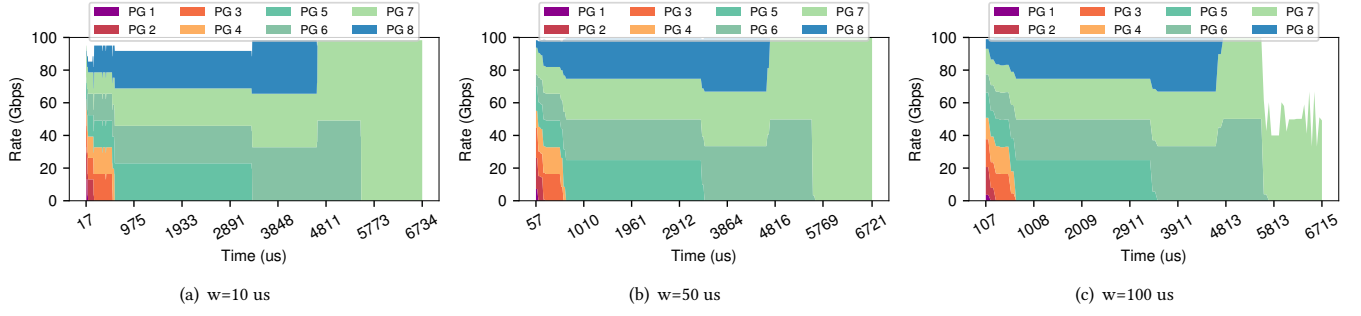 PG 1 PG 3 PG 5 PG 7
PG 2 PG 4 PG 6 PG 8
100
80
60
40
20
0
Rate (Gbps)
17 975 1933 2891 3848 4811 5773 6734
Time (us)
(a) w=10 us
PG 1 PG 3 PG 5 PG 7
PG 2 PG 4 PG 6 PG 8
100
80
60
40
20
0
Rate (Gbps)
57 1010 1961 2912 3864 4816 5769 6721
Time (us)
(b) w=50 us
PG 1 PG 3 PG 5 PG 7
PG 2 PG 4 PG 6 PG 8
100
80
60
40
20
0
Rate (Gbps)
107 1008 2009 2911 3911 4813 5813 6715
Time (us)
(c) w=100 us